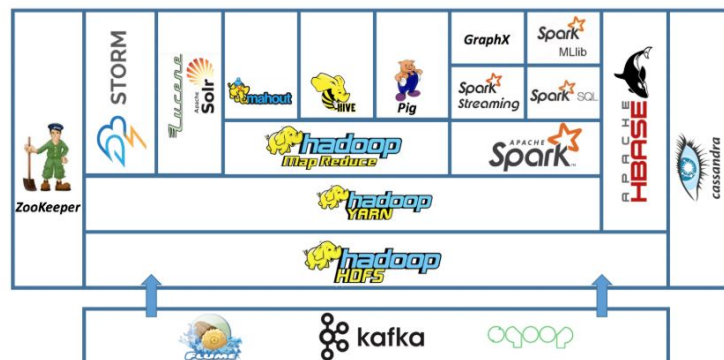 ZooKeeper
STORM
Lucene
Apache
Solr
mahout
HIVE
Pig
GraphX
Spark
MLlib
Spark
Streaming
Spark SQL
hadoop
Map Reduce
APACHE
Spark
TM
APACHE
HBASE
cassandra
hadoop
YARN
hadoop
HDFS
FLUME
kafka
sqoop